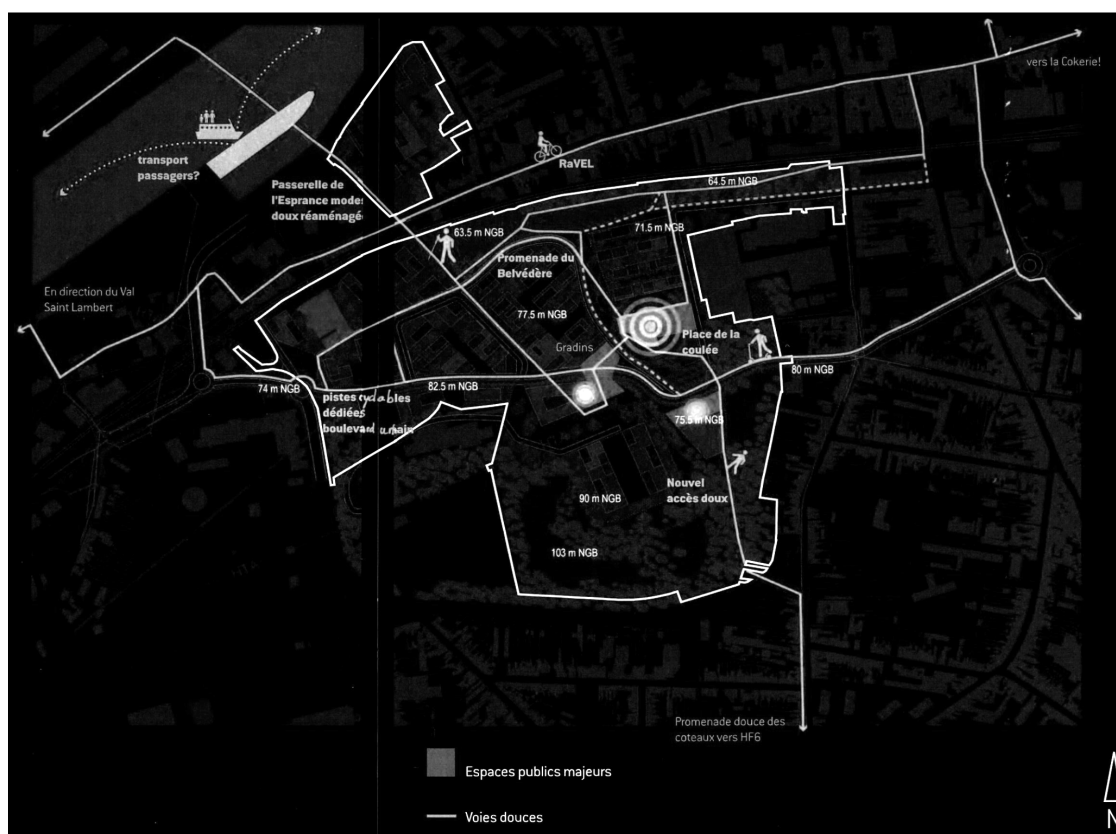 vers la Cokerie!
RaVEL
transport
passagers?
Passerelle de
l'Esprance modes
doux réaménagé
64.5 m NGB
63.5 m NGB
71.5 m NGB
Promenade du
Belvédère
En direction du Val
Saint Lambert
77.5 m NGB
Gradins
Place de la
coulée
80 m NGB
74 m NGB
82.5 m NGB
pistes cyclables
dédiées
boulevard urbain
75.5 m NGB
Nouvel
accès doux
90 m NGB
103 m NGB
Promenade douce des
coteaux vers HF6
Espaces publics majeurs
Voies douces
N